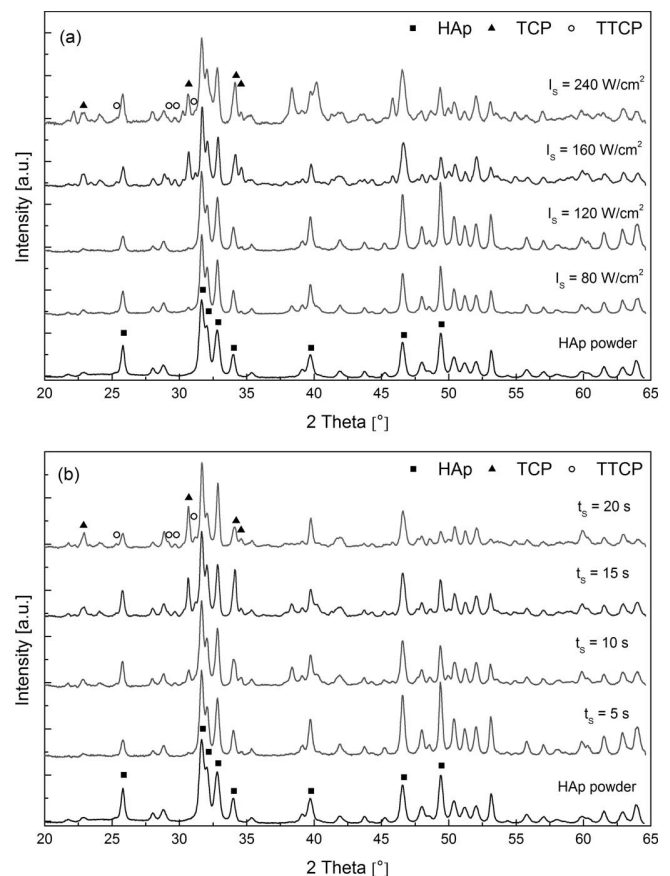 (a)
■ HAp ▲ TCP ○ TTCP
I_S = 240 W/cm²
I_S = 160 W/cm²
I_S = 120 W/cm²
I_S = 80 W/cm²
HAp powder
Intensity [a.u.]
20 25 30 35 40 45 50 55 60 65
2 Theta [°]
(b)
■ HAp ▲ TCP ○ TTCP
t_S = 20 s
t_S = 15 s
t_S = 10 s
t_S = 5 s
HAp powder
Intensity [a.u.]
20 25 30 35 40 45 50 55 60 65
2 Theta [°]